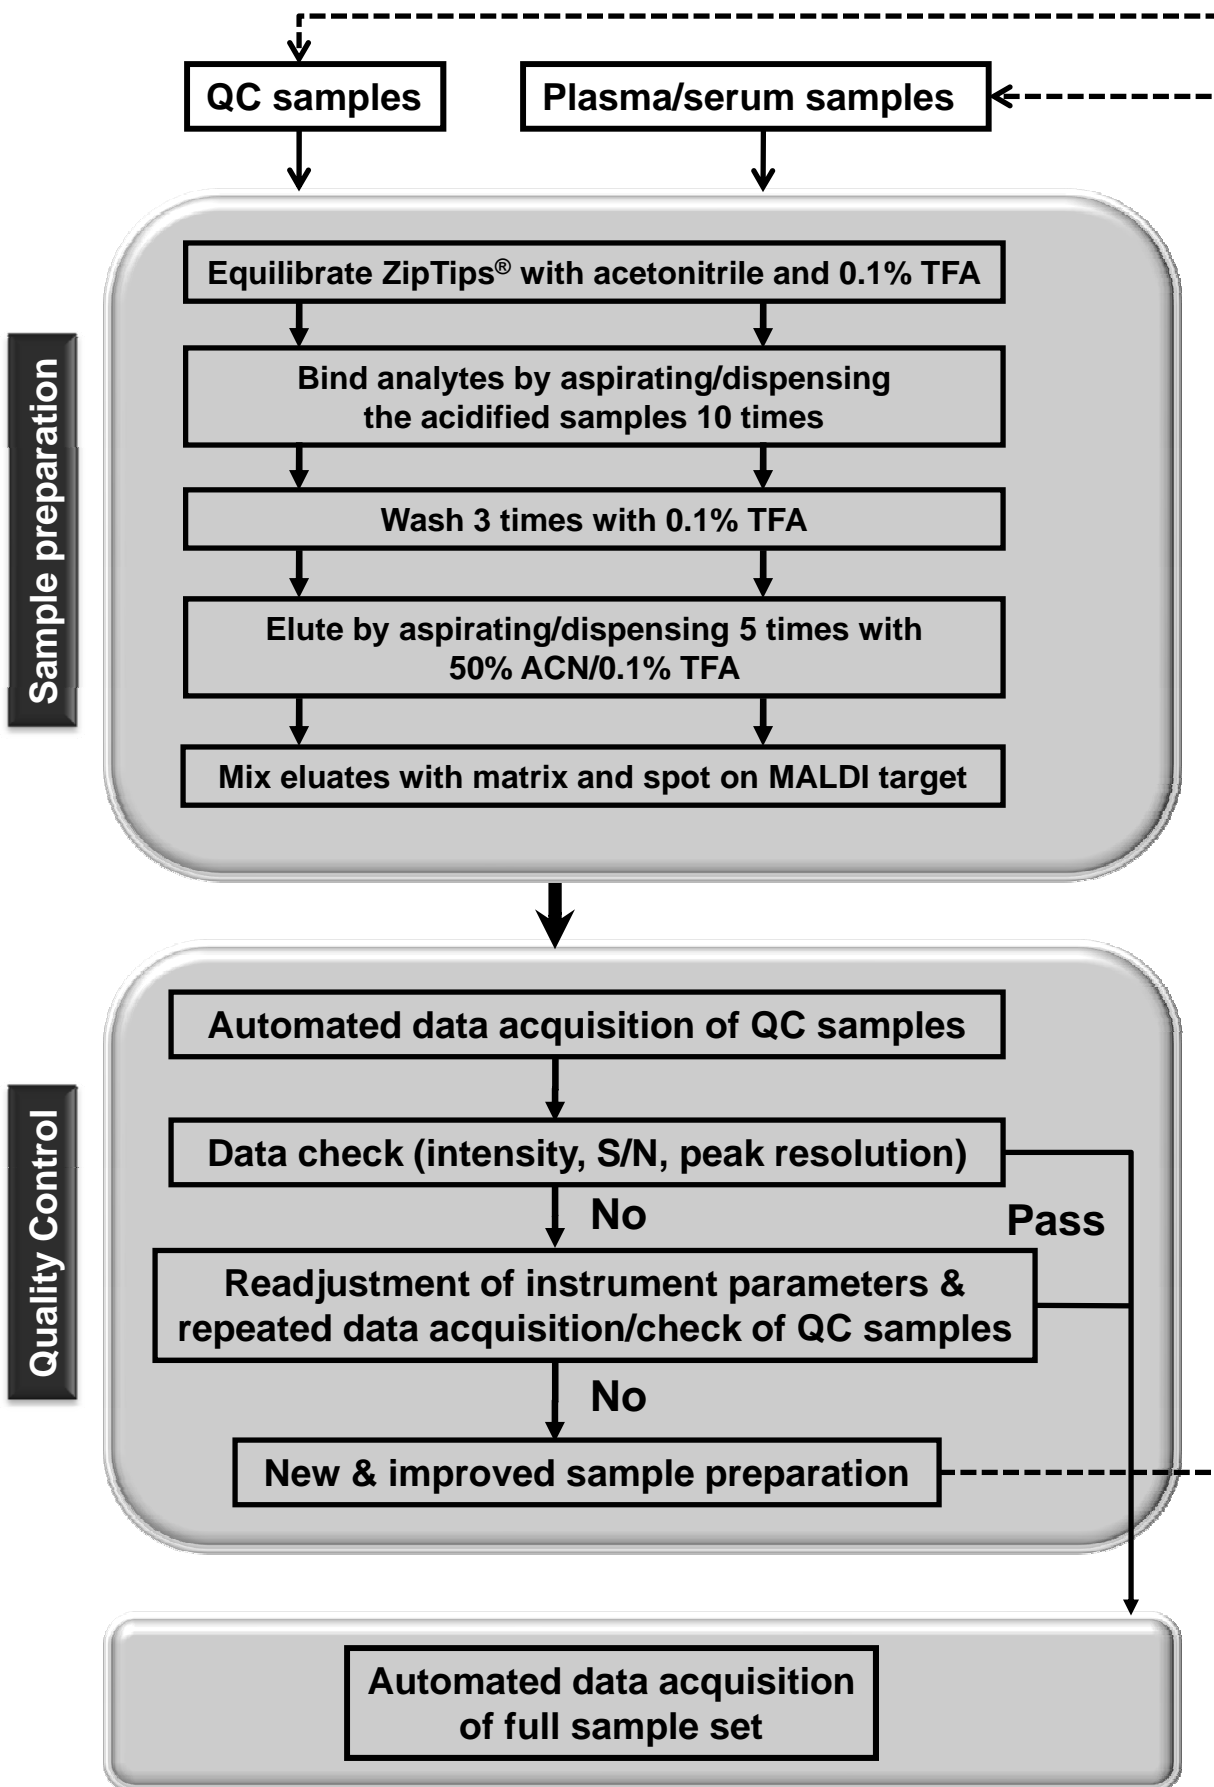 QC samples
Plasma/serum samples
Sample preparation
Equilibrate ZipTips® with acetonitrile and 0.1% TFA
Bind analytes by aspirating/dispensing
the acidified samples 10 times
Wash 3 times with 0.1% TFA
Elute by aspirating/dispensing 5 times with
50% ACN/0.1% TFA
Mix eluates with matrix and spot on MALDI target
Quality Control
Automated data acquisition of QC samples
Data check (intensity, S/N, peak resolution)
No
Pass
Readjustment of instrument parameters &
repeated data acquisition/check of QC samples
No
New & improved sample preparation
Automated data acquisition
of full sample set